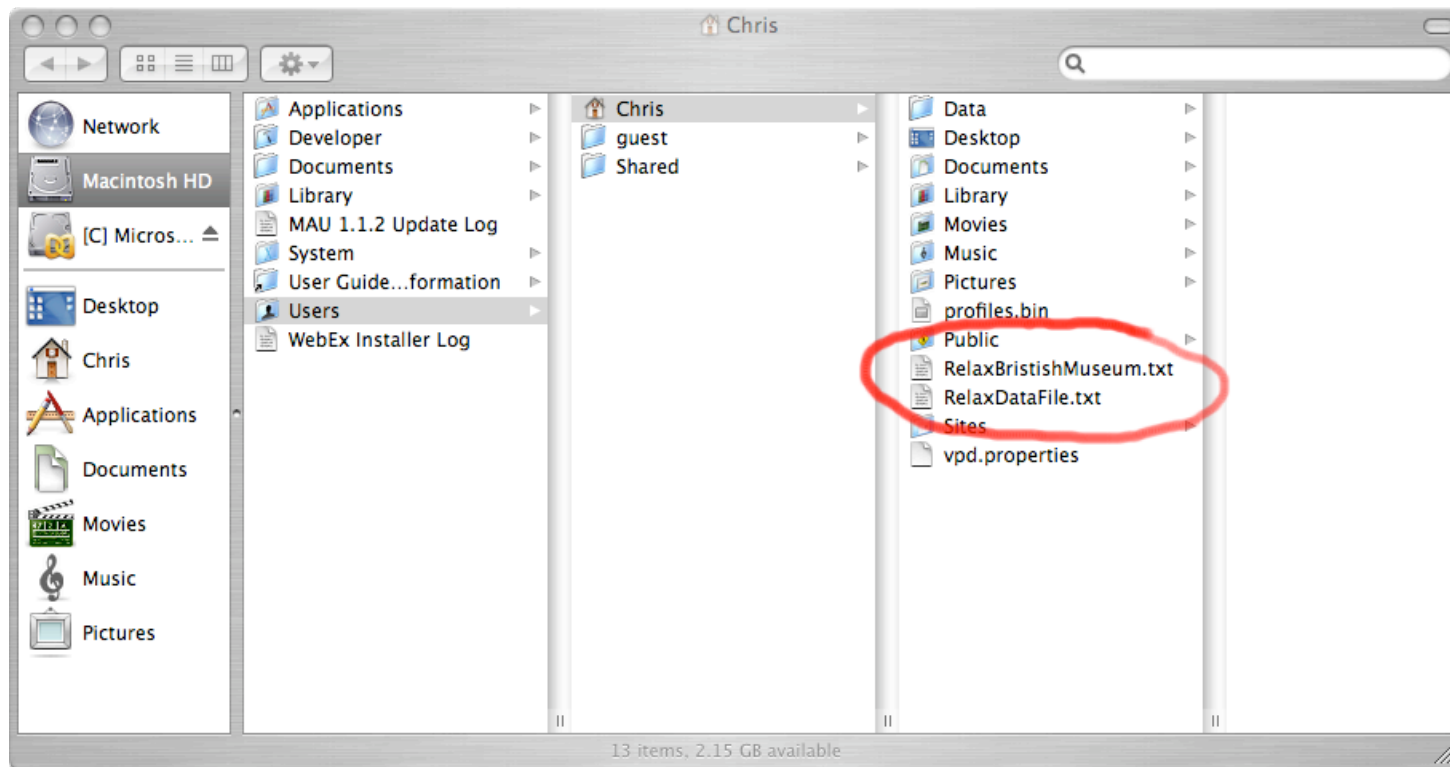 Chris
Network
Macintosh HD
[C] Micros...
Desktop
Chris
Applications
Documents
Movies
Music
Pictures
Applications
Developer
Documents
Library
MAU 1.1.2 Update Log
System
User Guide...formation
Users
WebEx Installer Log
Chris
guest
Shared
Data
Desktop
Documents
Library
Movies
Music
Pictures
profiles.bin
Public
RelaxBristishMuseum.txt
RelaxDataFile.txt
Sites
vpd.properties
13 items, 2.15 GB available